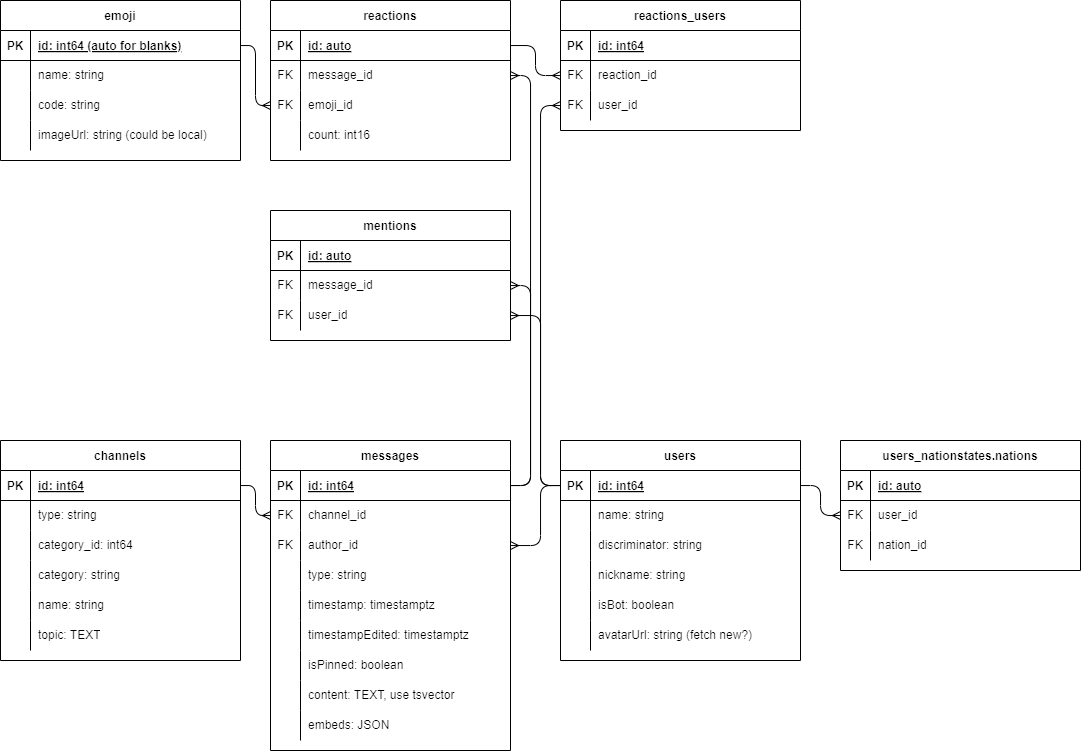 emoji
PK id: int64 (auto for blanks)
name: string
code: string
imageUrl: string (could be local)
reactions
PK id: auto
FK message_id
FK emoji_id
count: int16
reactions_users
PK id: int64
FK reaction_id
FK user_id
mentions
PK id: auto
FK message_id
FK user_id
channels
PK id: int64
type: string
category_id: int64
category: string
name: string
topic: TEXT
messages
PK id: int64
FK channel_id
FK author_id
type: string
timestamp: timestamptz
timestampEdited: timestamptz
isPinned: boolean
content: TEXT, use tsvector
embeds: JSON
users
PK id: int64
name: string
discriminator: string
nickname: string
isBot: boolean
avatarUrl: string (fetch new?)
users_nationstates.nations
PK id: auto
FK user_id
FK nation_id